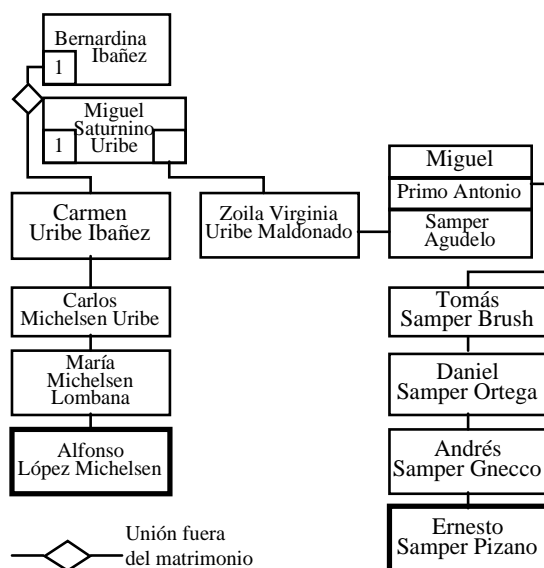 Bernardina
Ibañez
1
Miguel
Saturnino
Uribe
1
Carmen
Uribe Ibañez
Zoila Virginia
Uribe Maldonado
Miguel
Primo Antonio
Samper
Agudelo
Carlos
Michelsen Uribe
María
Michelsen
Lombana
Alfonso
López Michelsen
Tomás
Samper Brush
Daniel
Samper Ortega
Andrés
Samper Gnecco
Ernesto
Samper Pizano
Unión fuera
del matrimonio